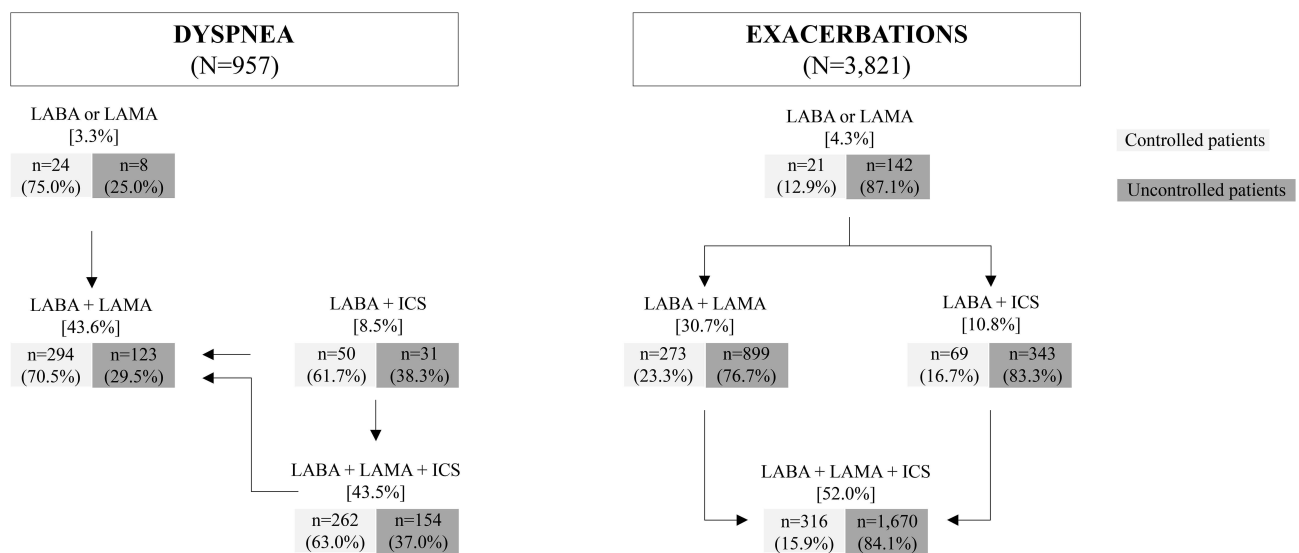 DYSPNEA
(N=957)
LABA or LAMA
[3.3%]
n=24
(75.0%)
n=8
(25.0%)
LABA + LAMA
[43.6%]
n=294
(70.5%)
n=123
(29.5%)
LABA + ICS
[8.5%]
n=50
(61.7%)
n=31
(38.3%)
LABA + LAMA + ICS
[43.5%]
n=262
(63.0%)
n=154
(37.0%)
EXACERBATIONS
(N=3,821)
LABA or LAMA
[4.3%]
n=21
(12.9%)
n=142
(87.1%)
LABA + LAMA
[30.7%]
n=273
(23.3%)
n=899
(76.7%)
LABA + ICS
[10.8%]
n=69
(16.7%)
n=343
(83.3%)
LABA + LAMA + ICS
[52.0%]
n=316
(15.9%)
n=1,670
(84.1%)
Controlled patients
Uncontrolled patients